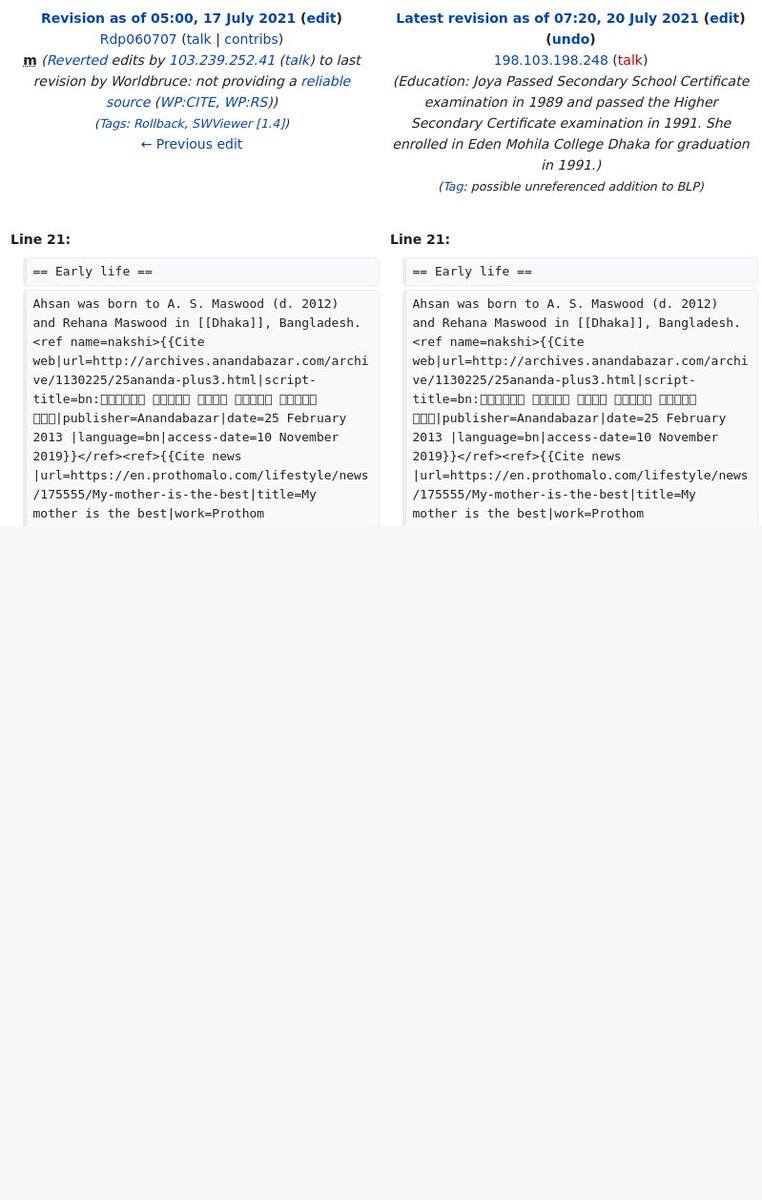 Revision as of 05:00, 17 July 2021 (edit)
Rdp060707 (talk | contribs)
m (Reverted edits by 103.239.252.41 (talk) to last
revision by Worldbruce: not providing a reliable
source (WP:CITE, WP:RS))
(Tags: Rollback, SWViewer [1.4])
← Previous edit
Latest revision as of 07:20, 20 July 2021 (edit)
(undo)
198.103.198.248 (talk)
(Education: Joya Passed Secondary School Certificate
examination in 1989 and passed the Higher
Secondary Certificate examination in 1991. She
enrolled in Eden Mohila College Dhaka for graduation
in 1991.)
(Tag: possible unreferenced addition to BLP)
Line 21:
== Early life ==
Ahsan was born to A. S. Maswood (d. 2012)
and Rehana Maswood in [[Dhaka]], Bangladesh.
<ref name=nakshi>{{Cite
web|url=http://archives.anandabazar.com/archi
ve/1130225/25ananda-plus3.html|script-
title=bn:
|publisher=Anandabazar|date=25 February
2013 |language=bn|access-date=10 November
2019}}</ref><ref>{{Cite news
|url=https://en.prothomalo.com/lifestyle/news
/175555/My-mother-is-the-best|title=My
mother is the best|work=Prothom
Line 21:
== Early life ==
Ahsan was born to A. S. Maswood (d. 2012)
and Rehana Maswood in [[Dhaka]], Bangladesh.
<ref name=nakshi>{{Cite
web|url=http://archives.anandabazar.com/archi
ve/1130225/25ananda-plus3.html|script-
title=bn:
|publisher=Anandabazar|date=25 February
2013 |language=bn|access-date=10 November
2019}}</ref><ref>{{Cite news
|url=https://en.prothomalo.com/lifestyle/news
/175555/My-mother-is-the-best|title=My
mother is the best|work=Prothom